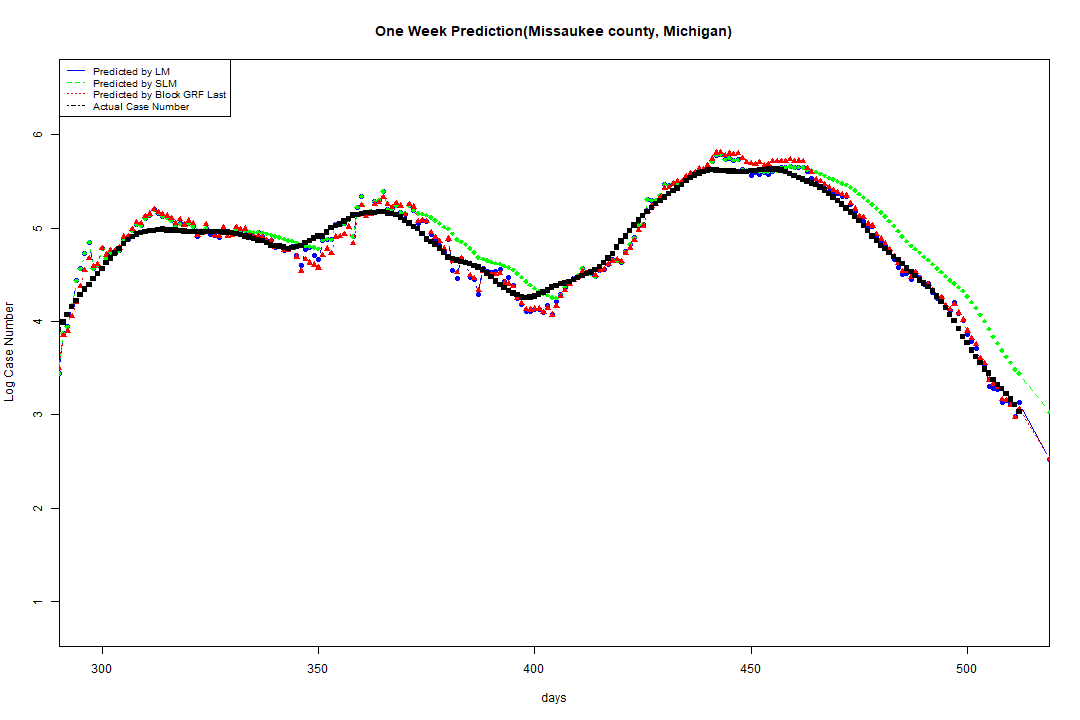 One Week Prediction(Missaukee county, Michigan)
Predicted by LM
Predicted by SLM
Predicted by Block GRF Last
Actual Case Number
Log Case Number
6
5
4
3
2
1
300 350 400 450 500
days